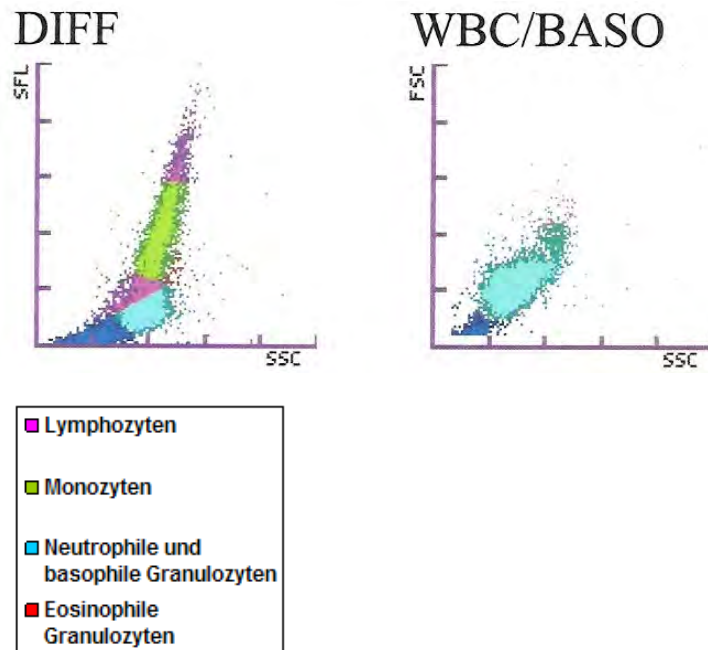 DIFF
WBC/BASO
SFL
SSC
FSC
SSC
Lymphozyten
Monozyten
Neutrophile und
basophile Granulozyten
Eosinophile
Granulozyten